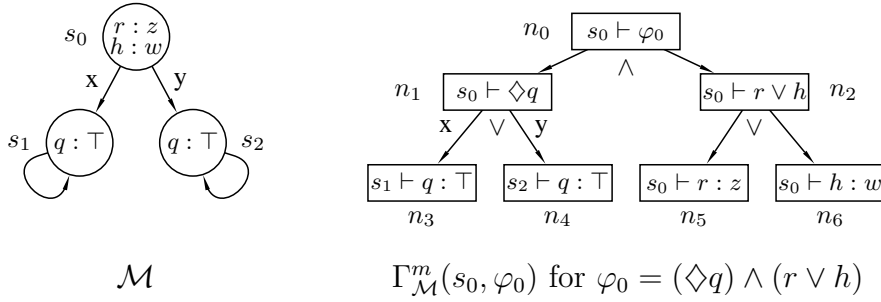 s₀
r : z
h : w
x
y
s₁
q : ⊤
q : ⊤
s₂
ℳ
n₀
s₀ ⊢ φ₀
∧
n₁
s₀ ⊢ ◇q
s₀ ⊢ r ∨ h
n₂
x
∨
y
∨
s₁ ⊢ q : ⊤
s₂ ⊢ q : ⊤
s₀ ⊢ r : z
s₀ ⊢ h : w
n₃
n₄
n₅
n₆
Γᵐ_ℳ(s₀, φ₀) for φ₀ = (◇q) ∧ (r ∨ h)